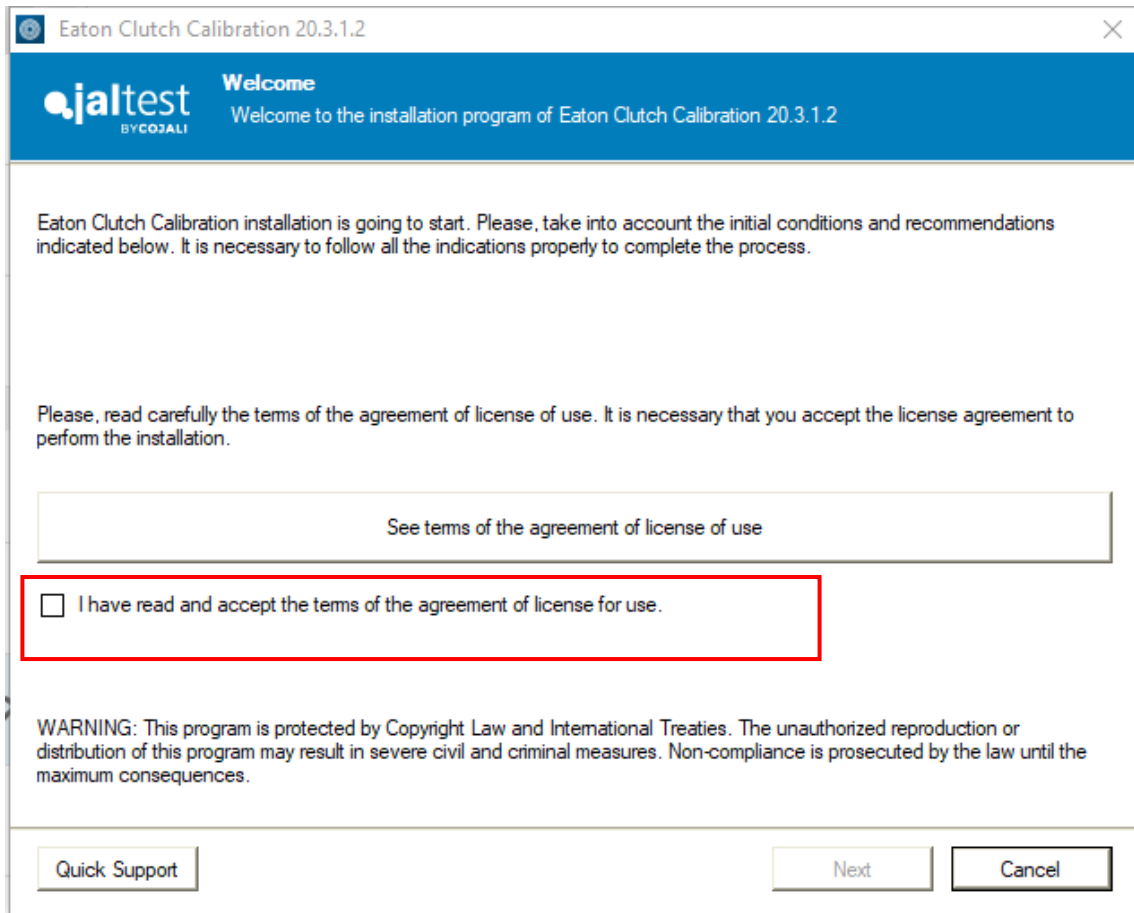 Eaton Clutch Calibration 20.3.1.2
jaltest
BYCOJALI
Welcome
Welcome to the installation program of Eaton Clutch Calibration 20.3.1.2
Eaton Clutch Calibration installation is going to start. Please, take into account the initial conditions and recommendations
indicated below. It is necessary to follow all the indications properly to complete the process.
Please, read carefully the terms of the agreement of license of use. It is necessary that you accept the license agreement to
perform the installation.
See terms of the agreement of license of use
I have read and accept the terms of the agreement of license for use.
WARNING: This program is protected by Copyright Law and International Treaties. The unauthorized reproduction or
distribution of this program may result in severe civil and criminal measures. Non-compliance is prosecuted by the law until the
maximum consequences.
Quick Support
Next
Cancel